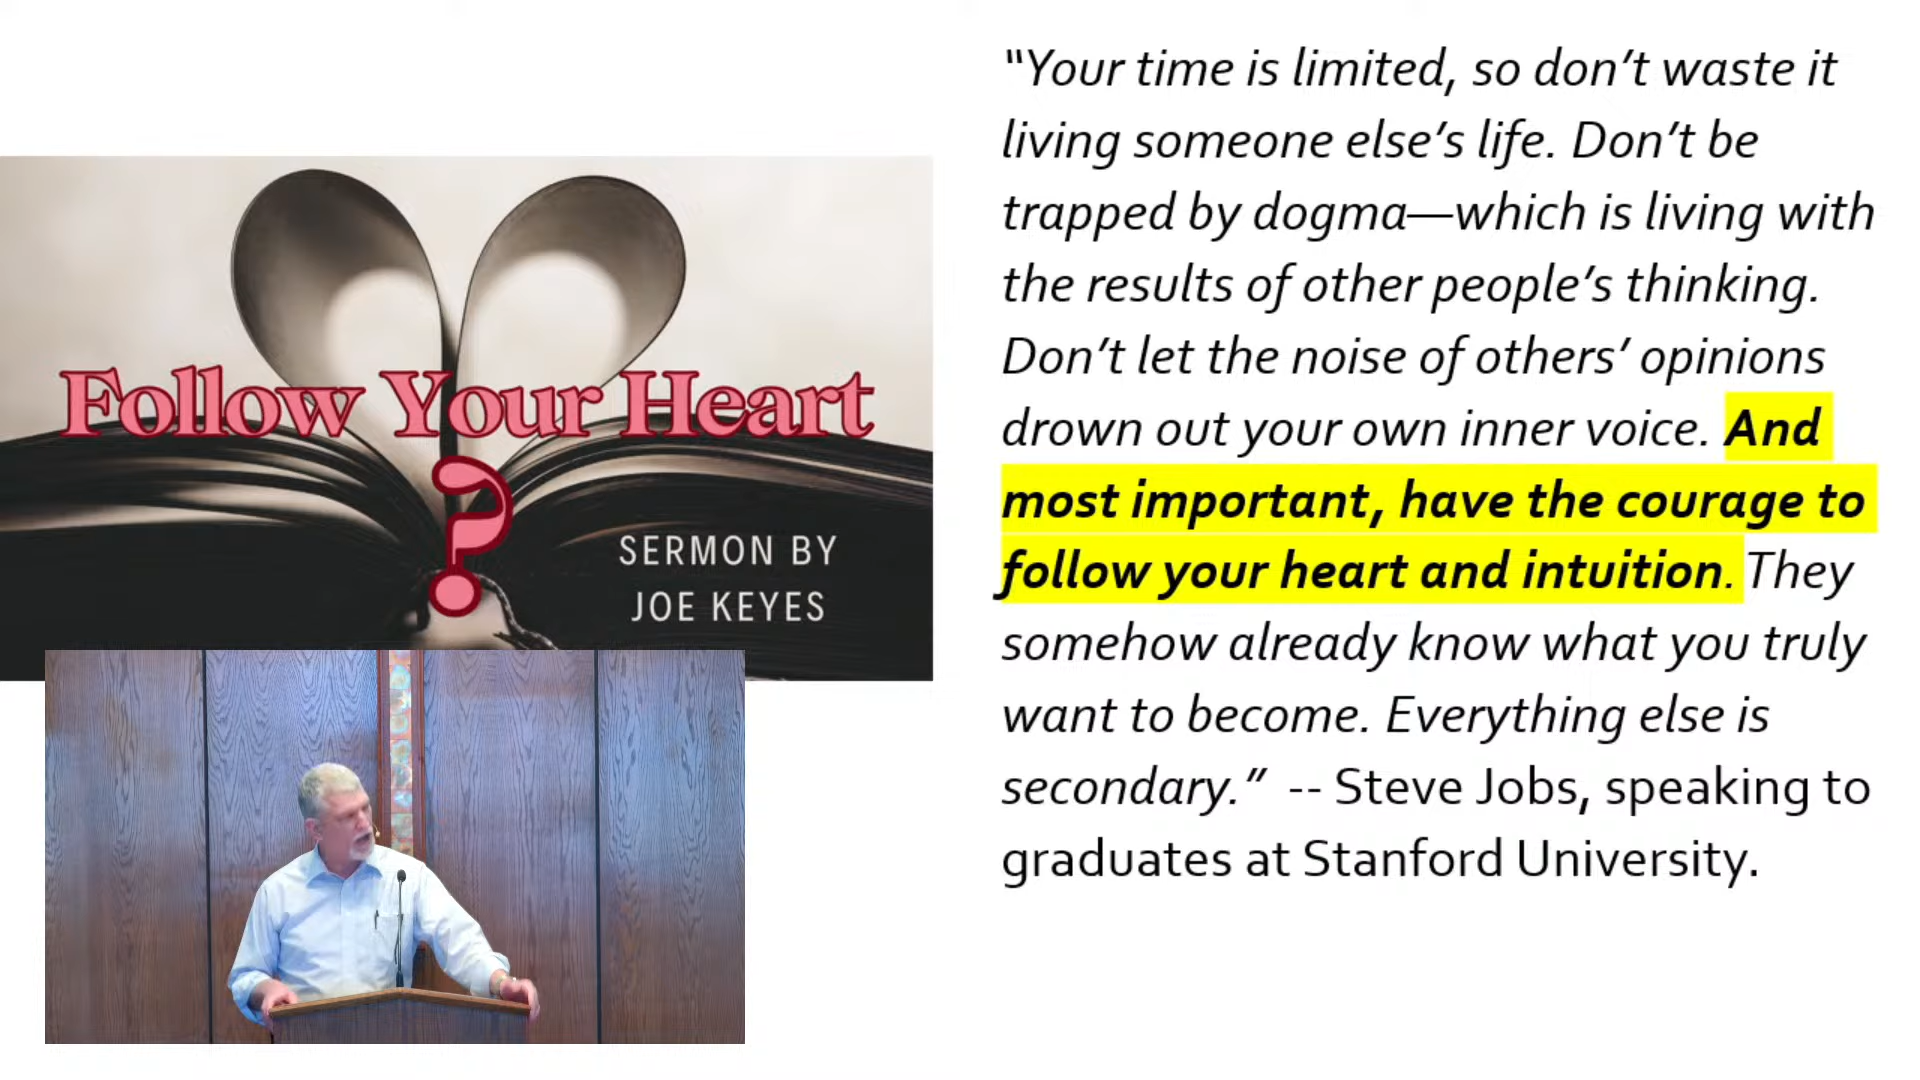 Follow Your Heart
?
SERMON BY
JOE KEYES
“Your time is limited, so don’t waste it
living someone else’s life. Don’t be
trapped by dogma—which is living with
the results of other people’s thinking.
Don’t let the noise of others’ opinions
drown out your own inner voice. And
most important, have the courage to
follow your heart and intuition. They
somehow already know what you truly
want to become. Everything else is
secondary.” -- Steve Jobs, speaking to
graduates at Stanford University.